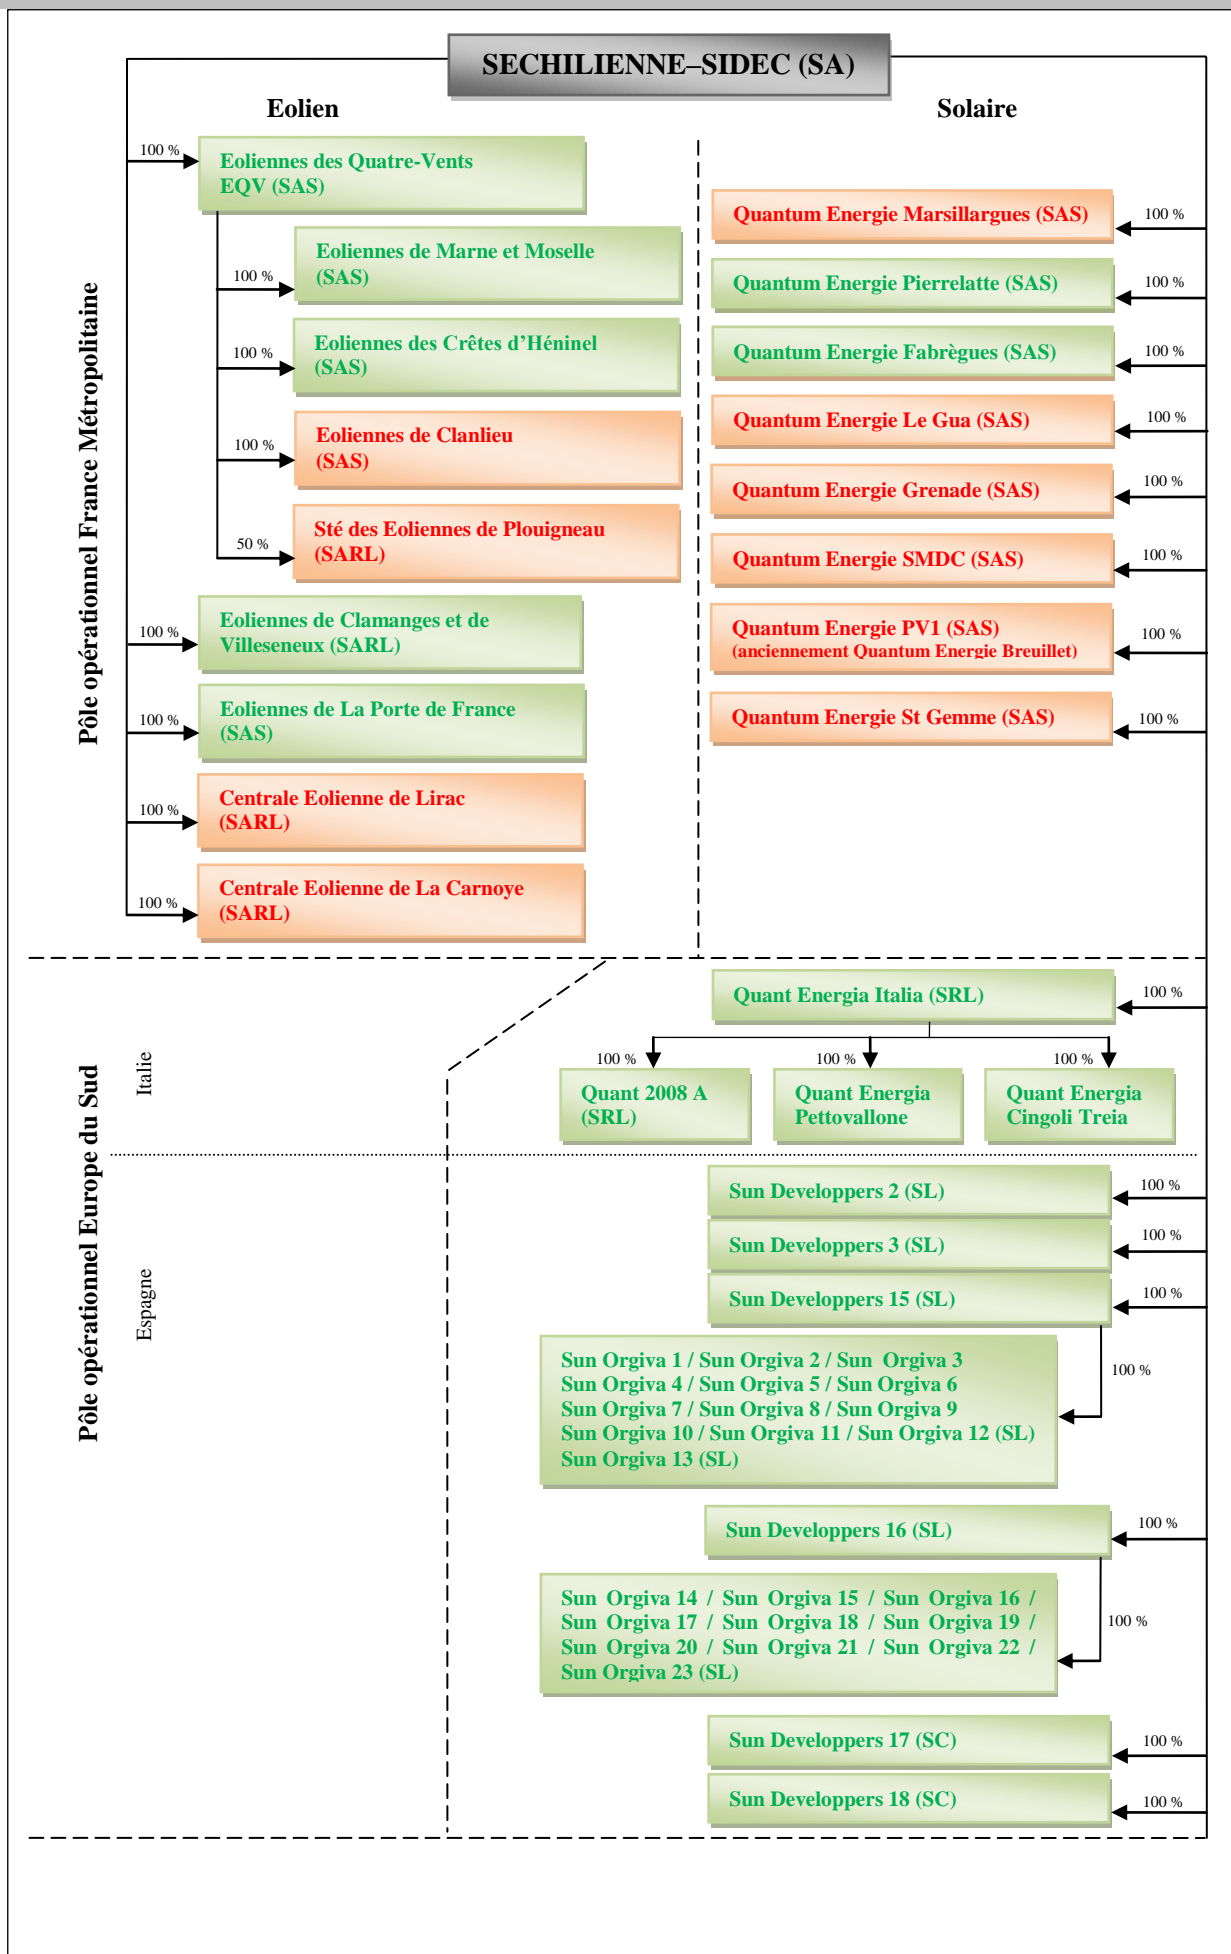 SECHILIENNE–SIDEC (SA)
Eolien
Solaire
Pôle opérationnel France Métropolitaine
100 %
Eoliennes des Quatre-Vents
EQV (SAS)
100 %
Eoliennes de Marne et Moselle
(SAS)
100 %
Eoliennes des Crêtes d'Héninel
(SAS)
100 %
Eoliennes de Clanlieu
(SAS)
50 %
Sté des Eoliennes de Plouigneau
(SARL)
100 %
Eoliennes de Clamanges et de
Villeseneux (SARL)
100 %
Eoliennes de La Porte de France
(SAS)
100 %
Centrale Eolienne de Lirac
(SARL)
100 %
Centrale Eolienne de La Carnoye
(SARL)
Quantum Energie Marsillargues (SAS)
100 %
Quantum Energie Pierrelatte (SAS)
100 %
Quantum Energie Fabrègues (SAS)
100 %
Quantum Energie Le Gua (SAS)
100 %
Quantum Energie Grenade (SAS)
100 %
Quantum Energie SMDC (SAS)
100 %
Quantum Energie PV1 (SAS)
(anciennement Quantum Energie Breuillet)
100 %
Quantum Energie St Gemme (SAS)
100 %
Pôle opérationnel Europe du Sud
Italie
Quant Energia Italia (SRL)
100 %
100 %
100 %
100 %
Quant 2008 A
(SRL)
Quant Energia
Pettovallone
Quant Energia
Cingoli Treia
Espagne
Sun Developpers 2 (SL)
100 %
Sun Developpers 3 (SL)
100 %
Sun Developpers 15 (SL)
100 %
Sun Orgiva 1 / Sun Orgiva 2 / Sun Orgiva 3
Sun Orgiva 4 / Sun Orgiva 5 / Sun Orgiva 6
Sun Orgiva 7 / Sun Orgiva 8 / Sun Orgiva 9
Sun Orgiva 10 / Sun Orgiva 11 / Sun Orgiva 12 (SL)
Sun Orgiva 13 (SL)
100 %
Sun Developpers 16 (SL)
100 %
Sun Orgiva 14 / Sun Orgiva 15 / Sun Orgiva 16 /
Sun Orgiva 17 / Sun Orgiva 18 / Sun Orgiva 19 /
Sun Orgiva 20 / Sun Orgiva 21 / Sun Orgiva 22 /
Sun Orgiva 23 (SL)
100 %
Sun Developpers 17 (SC)
100 %
Sun Developpers 18 (SC)
100 %